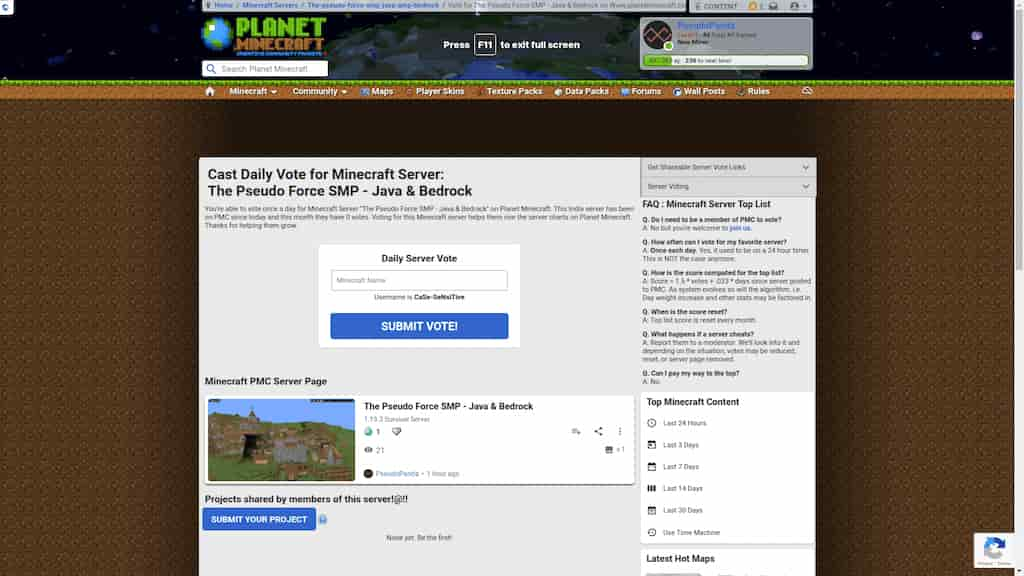 Home / Minecraft Servers / The-pseudo-force-smp-java-amp-bedrock / Vote for The Pseudo Force SMP - Java & Bedrock on
CONTENT
PLANET
MINECRAFT
Press F11 to exit full screen
PseudoPanda
New Miner
Search Planet Minecraft
Minecraft
Community
Maps
Player Skins
Texture Packs
Data Packs
Forums
Wall Posts
Rules
Cast Daily Vote for Minecraft Server:
The Pseudo Force SMP - Java & Bedrock
You're able to vote once a day for Minecraft Server "The Pseudo Force SMP - Java & Bedrock" on Planet Minecraft. This India server has been
on PMC since today and this month they have 0 votes. Voting for this Minecraft server helps them rise the server charts on Planet Minecraft.
Thanks for helping them grow.
Daily Server Vote
Minecraft Name
Username is CaSe-SeNsiTive
SUBMIT VOTE!
Minecraft PMC Server Page
The Pseudo Force SMP - Java & Bedrock
1.19.3 Survival Server
1
21
+1
PseudoPanda • 1 hour ago
Projects shared by members of this server!@!!
SUBMIT YOUR PROJECT
None yet. Be the first!
Get Shareable Server Vote Links
Server Voting
FAQ : Minecraft Server Top List
Q. Do I need to be a member of PMC to vote?
A: No but you're welcome to join us.
Q. How often can I vote for my favorite server?
A: Once each day. Yes, it used to be on a 24 hour timer.
This is NOT the case anymore.
Q. How is the score computed for the top list?
A: Score = 1.5 * votes + .033 * days since server posted
to PMC. As system evolves so will the algorithm, i.e.
Day weight increase and other stats may be factored in.
Q. When is the score reset?
A: Top list score is reset every month.
Q. What happens if a server cheats?
A: Report them to a moderator. We'll look into it and
depending on the situation, votes may be reduced,
reset, or server page removed.
Q. Can I pay my way to the top?
A: No.
Top Minecraft Content
Last 24 Hours
Last 3 Days
Last 7 Days
Last 14 Days
Last 30 Days
Use Time Machine
Latest Hot Maps